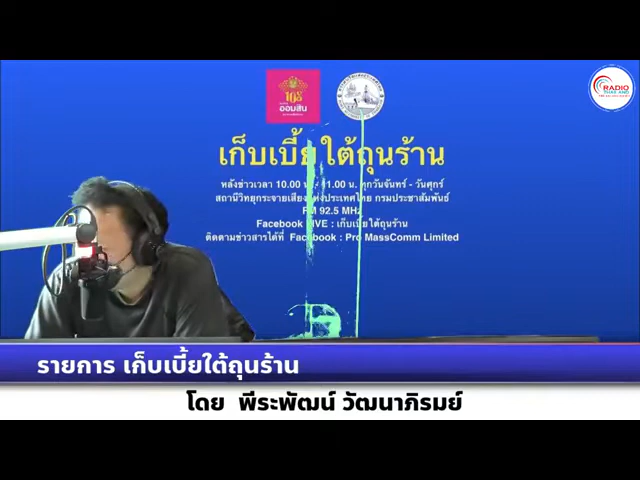 RADIO
THAILAND
ออมสิน
เก็บเบี้ยใต้ถุนร้าน
หลังข่าวเวลา 10.00 น. - 11.00 น. ทุกวันจันทร์ - วันศุกร์
สถานีวิทยุกระจายเสียงแห่งประเทศไทย กรมประชาสัมพันธ์
FM 92.5 MHz
Facebook LIVE : เก็บเบี้ยใต้ถุนร้าน
ติดตามข่าวสารได้ที่ Facebook : Pro MassComm Limited
รายการ เก็บเบี้ยใต้ถุนร้าน
โดย พีระพัฒน์ วัฒนาภิรมย์